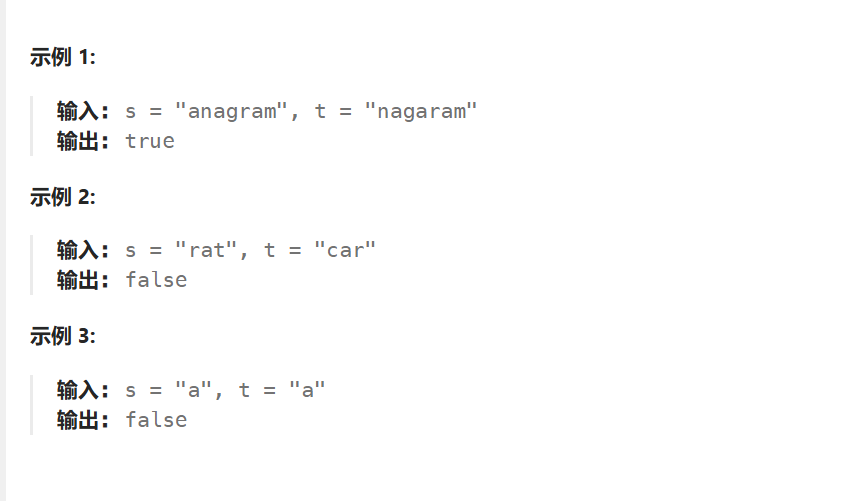 示例 1:
输入: s = "anagram", t = "nagaram"
输出: true
示例 2:
输入: s = "rat", t = "car"
输出: false
示例 3:
输入: s = "a", t = "a"
输出: false